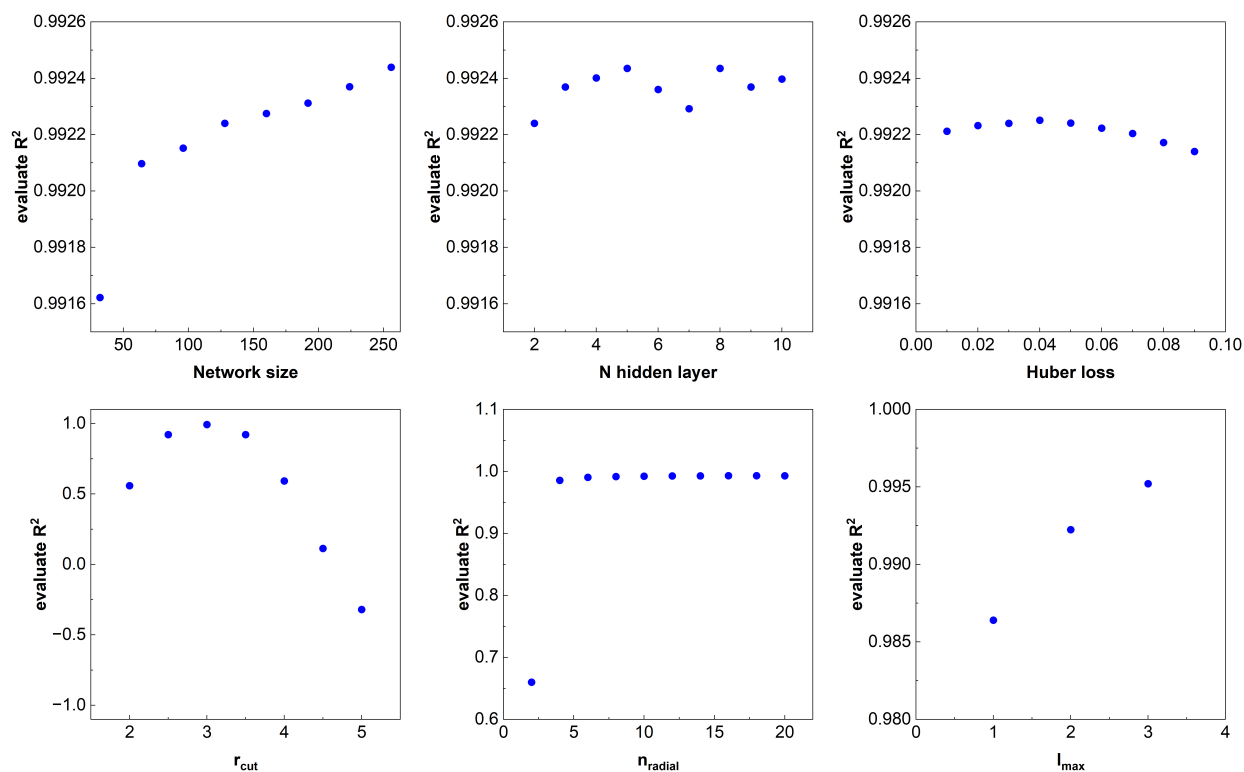 0.9926
0.9924
0.9922
0.9920
0.9918
0.9916
evaluate R²
50 100 150 200 250
Network size
0.9926
0.9924
0.9922
0.9920
0.9918
0.9916
evaluate R²
2 4 6 8 10
N hidden layer
0.9926
0.9924
0.9922
0.9920
0.9918
0.9916
evaluate R²
0.00 0.02 0.04 0.06 0.08 0.10
Huber loss
1.0
0.5
0.0
−0.5
−1.0
evaluate R²
2 3 4 5
r_cut
1.1
1.0
0.9
0.8
0.7
0.6
evaluate R²
0 5 10 15 20
n_radial
1.000
0.995
0.990
0.985
0.980
evaluate R²
0 1 2 3 4
l_max